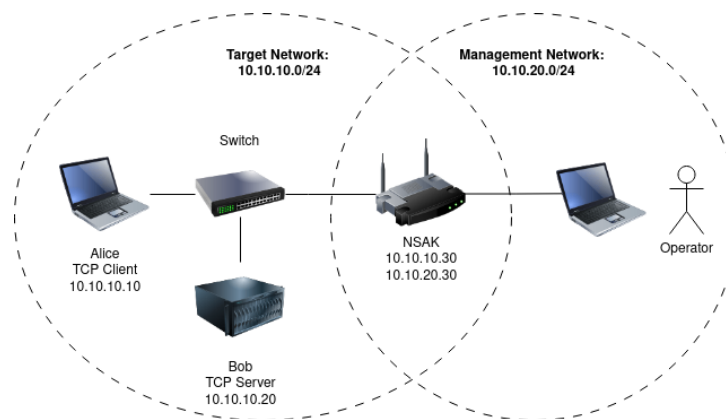 Target Network:
10.10.10.0/24
Management Network:
10.10.20.0/24
Switch
Alice
TCP Client
10.10.10.10
NSAK
10.10.10.30
10.10.20.30
Operator
Bob
TCP Server
10.10.10.20